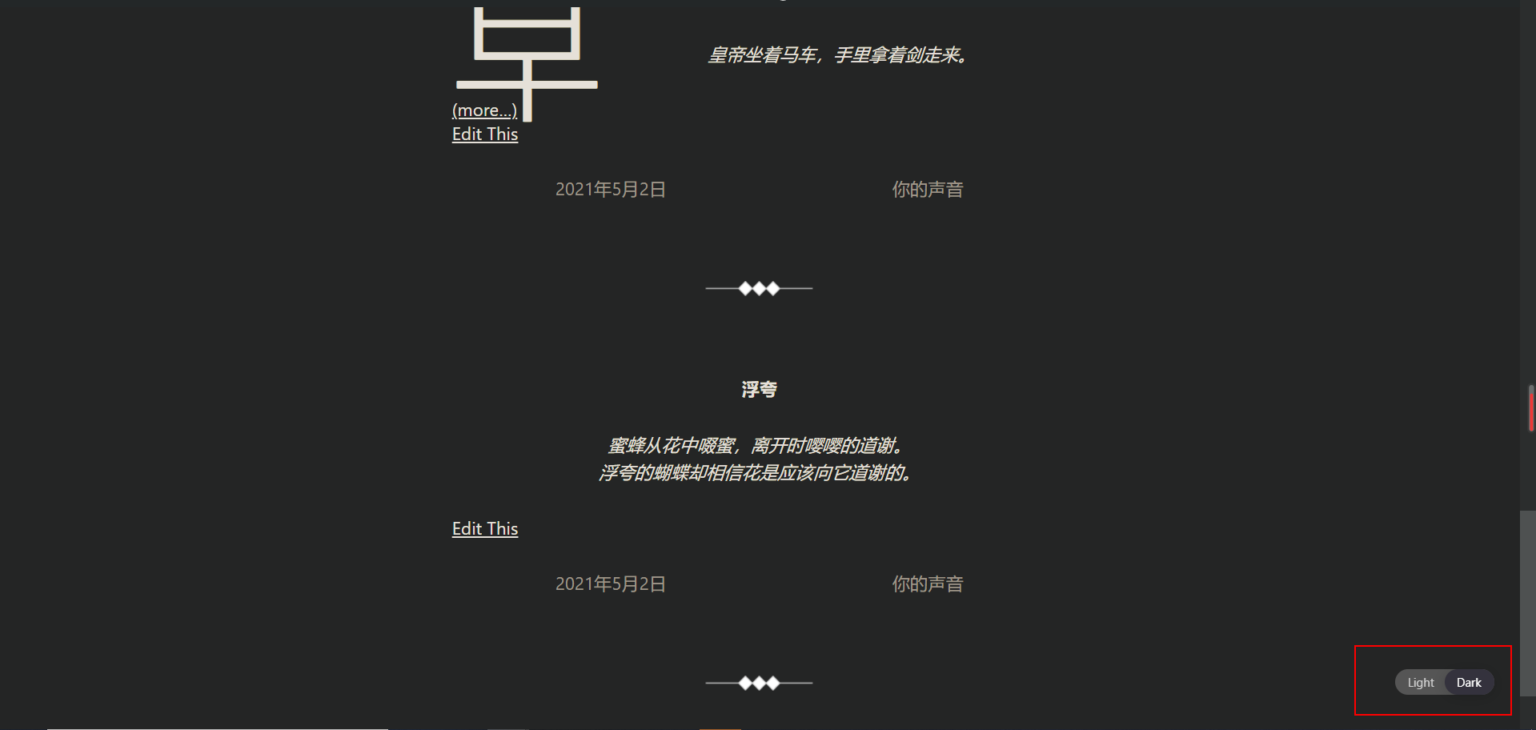 早
皇帝坐着马车，手里拿着剑走来。
(more…)
Edit This
2021年5月2日
你的声音
浮夸
蜜蜂从花中啜蜜，离开时嘤嘤的道谢。
浮夸的蝴蝶却相信花是应该向它道谢的。
Edit This
2021年5月2日
你的声音
Light
Dark